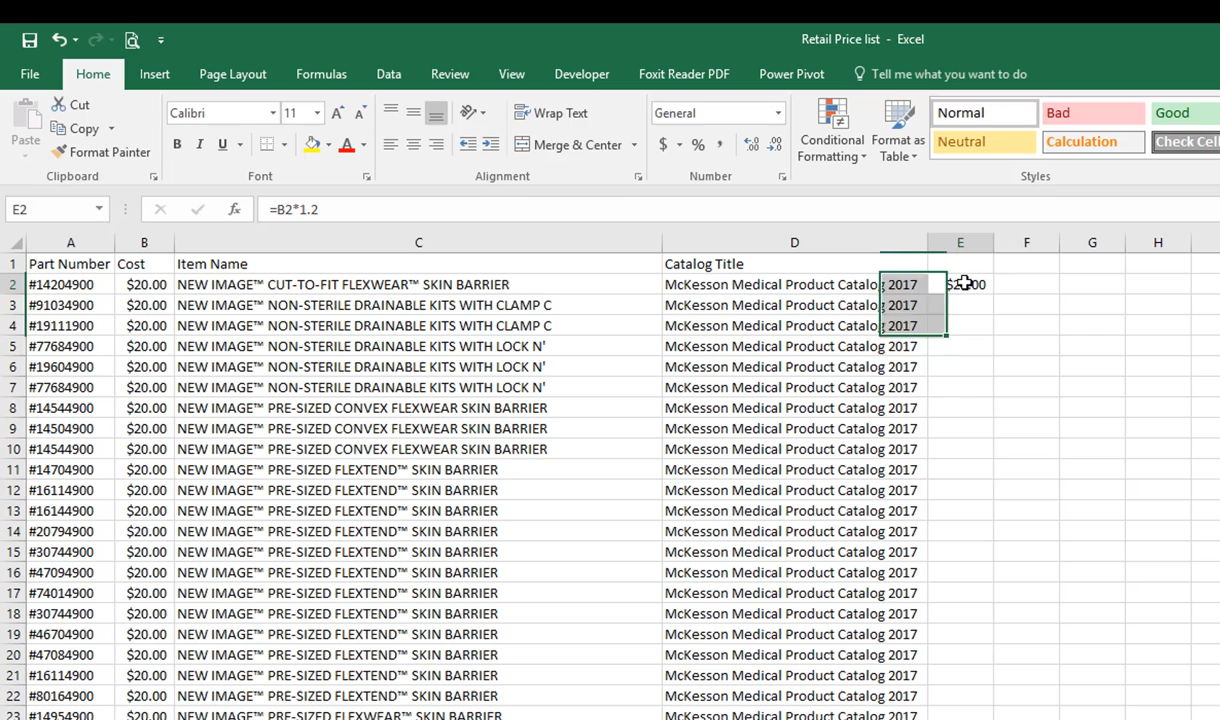 Retail Price list - Excel
File Home Insert Page Layout Formulas Data Review View Developer Foxit Reader PDF Power Pivot Tell me what you want to do
Paste
Cut
Copy
Format Painter
Clipboard
Calibri 11
B I U
Font
Wrap Text
Merge & Center
Alignment
General
$ % ,
Number
Conditional Formatting
Format as Table
Normal Bad Good
Neutral Calculation Check Cell
Styles
E2 fx =B2*1.2
A B C D E F G H
1 Part Number Cost Item Name Catalog Title
2 #14204900 $20.00 NEW IMAGE™ CUT-TO-FIT FLEXWEAR™ SKIN BARRIER McKesson Medical Product Catalog 2017
3 #91034900 $20.00 NEW IMAGE™ NON-STERILE DRAINABLE KITS WITH CLAMP C McKesson Medical Product Catalog 2017
4 #19111900 $20.00 NEW IMAGE™ NON-STERILE DRAINABLE KITS WITH CLAMP C McKesson Medical Product Catalog 2017
5 #77684900 $20.00 NEW IMAGE™ NON-STERILE DRAINABLE KITS WITH LOCK N' McKesson Medical Product Catalog 2017
6 #19604900 $20.00 NEW IMAGE™ NON-STERILE DRAINABLE KITS WITH LOCK N' McKesson Medical Product Catalog 2017
7 #77684900 $20.00 NEW IMAGE™ NON-STERILE DRAINABLE KITS WITH LOCK N' McKesson Medical Product Catalog 2017
8 #14544900 $20.00 NEW IMAGE™ PRE-SIZED CONVEX FLEXWEAR SKIN BARRIER McKesson Medical Product Catalog 2017
9 #14504900 $20.00 NEW IMAGE™ PRE-SIZED CONVEX FLEXWEAR SKIN BARRIER McKesson Medical Product Catalog 2017
10 #14544900 $20.00 NEW IMAGE™ PRE-SIZED CONVEX FLEXWEAR SKIN BARRIER McKesson Medical Product Catalog 2017
11 #14704900 $20.00 NEW IMAGE™ PRE-SIZED FLEXTEND™ SKIN BARRIER McKesson Medical Product Catalog 2017
12 #16114900 $20.00 NEW IMAGE™ PRE-SIZED FLEXTEND™ SKIN BARRIER McKesson Medical Product Catalog 2017
13 #16144900 $20.00 NEW IMAGE™ PRE-SIZED FLEXTEND™ SKIN BARRIER McKesson Medical Product Catalog 2017
14 #20794900 $20.00 NEW IMAGE™ PRE-SIZED FLEXTEND™ SKIN BARRIER McKesson Medical Product Catalog 2017
15 #30744900 $20.00 NEW IMAGE™ PRE-SIZED FLEXTEND™ SKIN BARRIER McKesson Medical Product Catalog 2017
16 #47094900 $20.00 NEW IMAGE™ PRE-SIZED FLEXTEND™ SKIN BARRIER McKesson Medical Product Catalog 2017
17 #74014900 $20.00 NEW IMAGE™ PRE-SIZED FLEXTEND™ SKIN BARRIER McKesson Medical Product Catalog 2017
18 #30744900 $20.00 NEW IMAGE™ PRE-SIZED FLEXTEND™ SKIN BARRIER McKesson Medical Product Catalog 2017
19 #46704900 $20.00 NEW IMAGE™ PRE-SIZED FLEXTEND™ SKIN BARRIER McKesson Medical Product Catalog 2017
20 #47084900 $20.00 NEW IMAGE™ PRE-SIZED FLEXTEND™ SKIN BARRIER McKesson Medical Product Catalog 2017
21 #16114900 $20.00 NEW IMAGE™ PRE-SIZED FLEXTEND™ SKIN BARRIER McKesson Medical Product Catalog 2017
22 #80164900 $20.00 NEW IMAGE™ PRE-SIZED FLEXTEND™ SKIN BARRIER McKesson Medical Product Catalog 2017
23 #14954900 $20.00 NEW IMAGE™ PRE-SIZED FLEXWEAR™ SKIN BARRIER McKesson Medical Product Catalog 2017